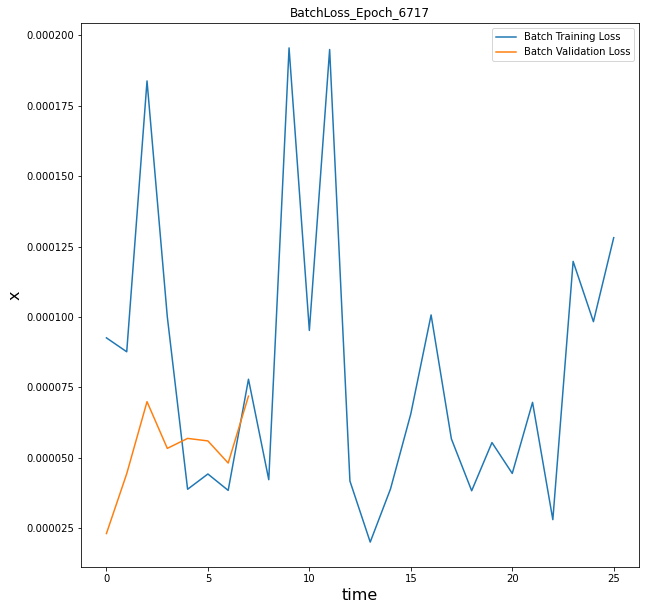 BatchLoss_Epoch_6717
Batch Training Loss
Batch Validation Loss
0.000200
0.000175
0.000150
0.000125
0.000100
0.000075
0.000050
0.000025
x
0 5 10 15 20 25
time